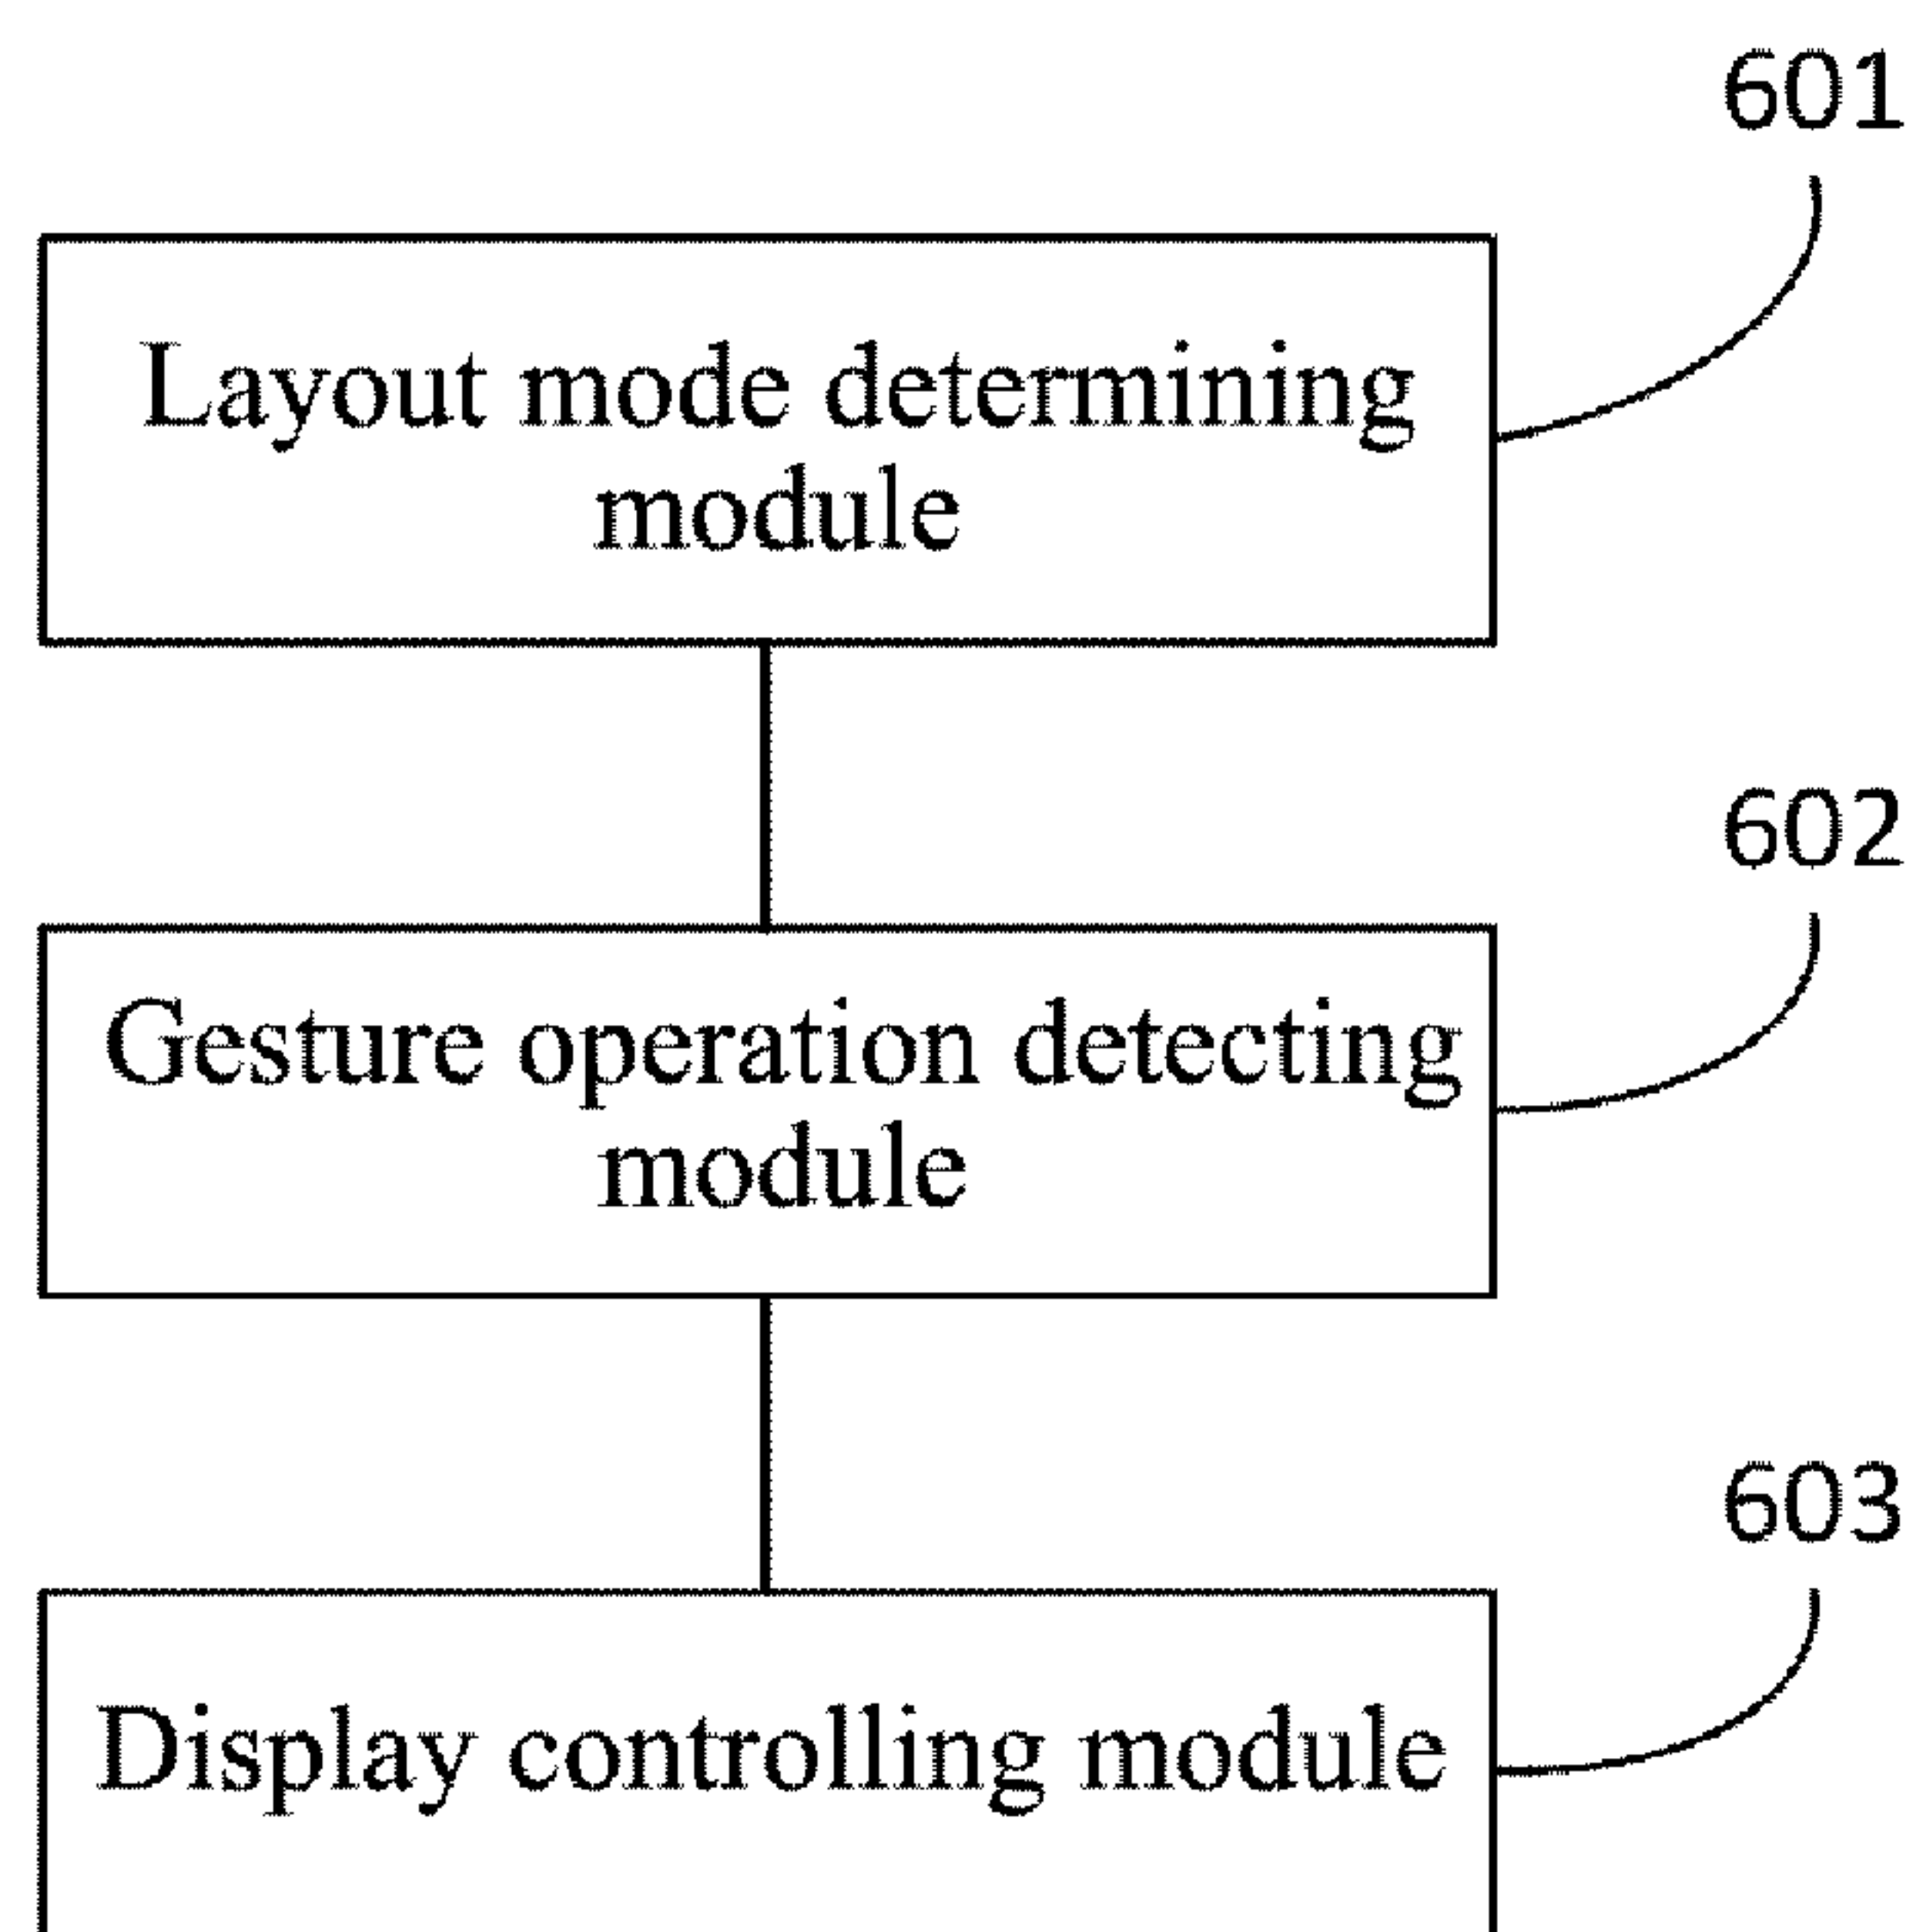 601
Layout mode determining
module
602
Gesture operation detecting
module
603
Display controlling module